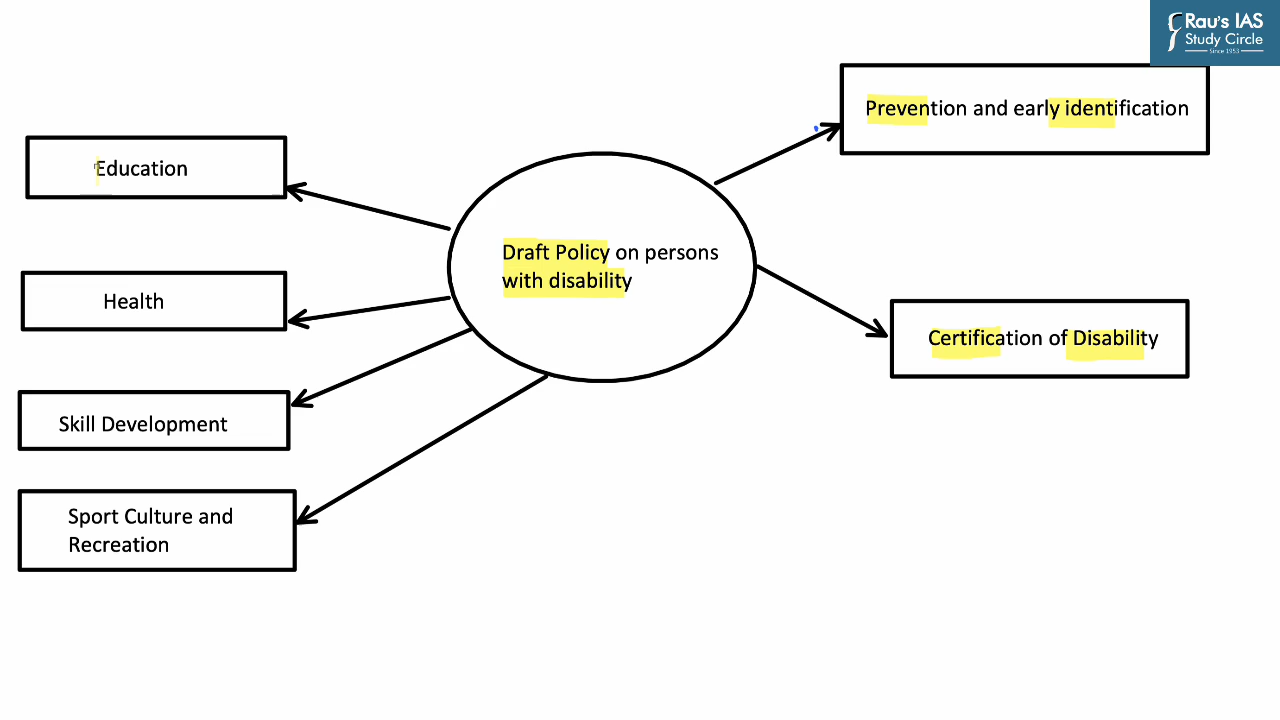 Rau's IAS
Study Circle
Since 1953
Prevention and early identification
Education
Draft Policy on persons
with disability
Health
Certification of Disability
Skill Development
Sport Culture and
Recreation